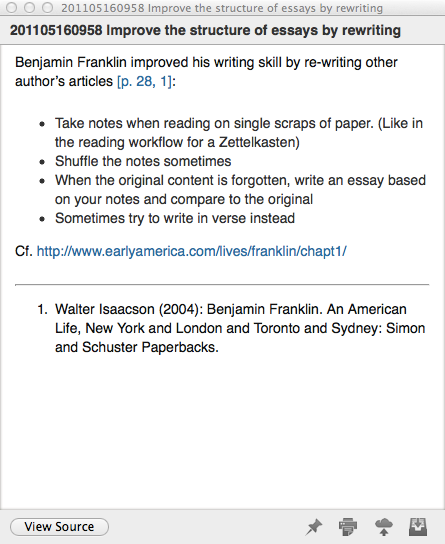 201105160958 Improve the structure of essays by rewriting
201105160958 Improve the structure of essays by rewriting
Benjamin Franklin improved his writing skill by re-writing other
author's articles [p. 28, 1]:
• Take notes when reading on single scraps of paper. (Like in
the reading workflow for a Zettelkasten)
• Shuffle the notes sometimes
• When the original content is forgotten, write an essay based
on your notes and compare to the original
• Sometimes try to write in verse instead
Cf. http://www.earlyamerica.com/lives/franklin/chapt1/
1. Walter Isaacson (2004): Benjamin Franklin. An American
Life, New York and London and Toronto and Sydney: Simon
and Schuster Paperbacks.
View Source